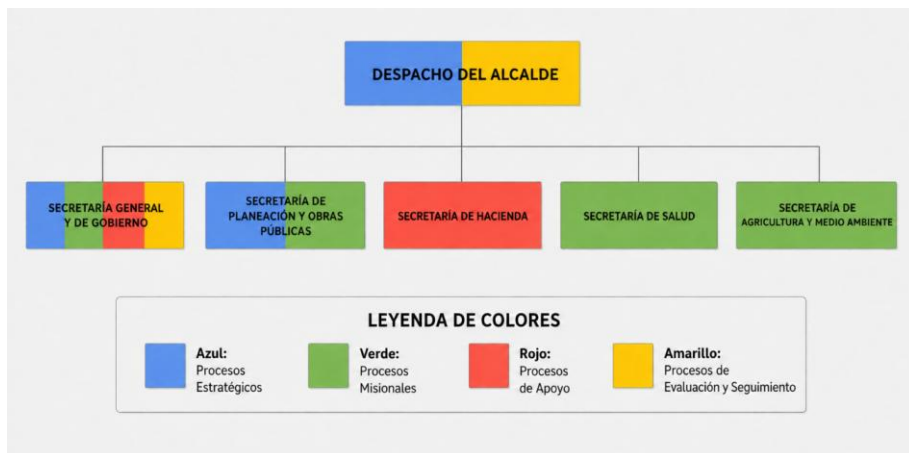 DESPACHO DEL ALCALDE
SECRETARÍA GENERAL
Y DE GOBIERNO
SECRETARÍA DE
PLANEACIÓN Y OBRAS
PÚBLICAS
SECRETARÍA DE HACIENDA
SECRETARÍA DE SALUD
SECRETARÍA DE
AGRICULTURA Y MEDIO AMBIENTE
LEYENDA DE COLORES
Azul:
Procesos
Estratégicos
Verde:
Procesos
Misionales
Rojo:
Procesos
de Apoyo
Amarillo:
Procesos de
Evaluación y Seguimiento